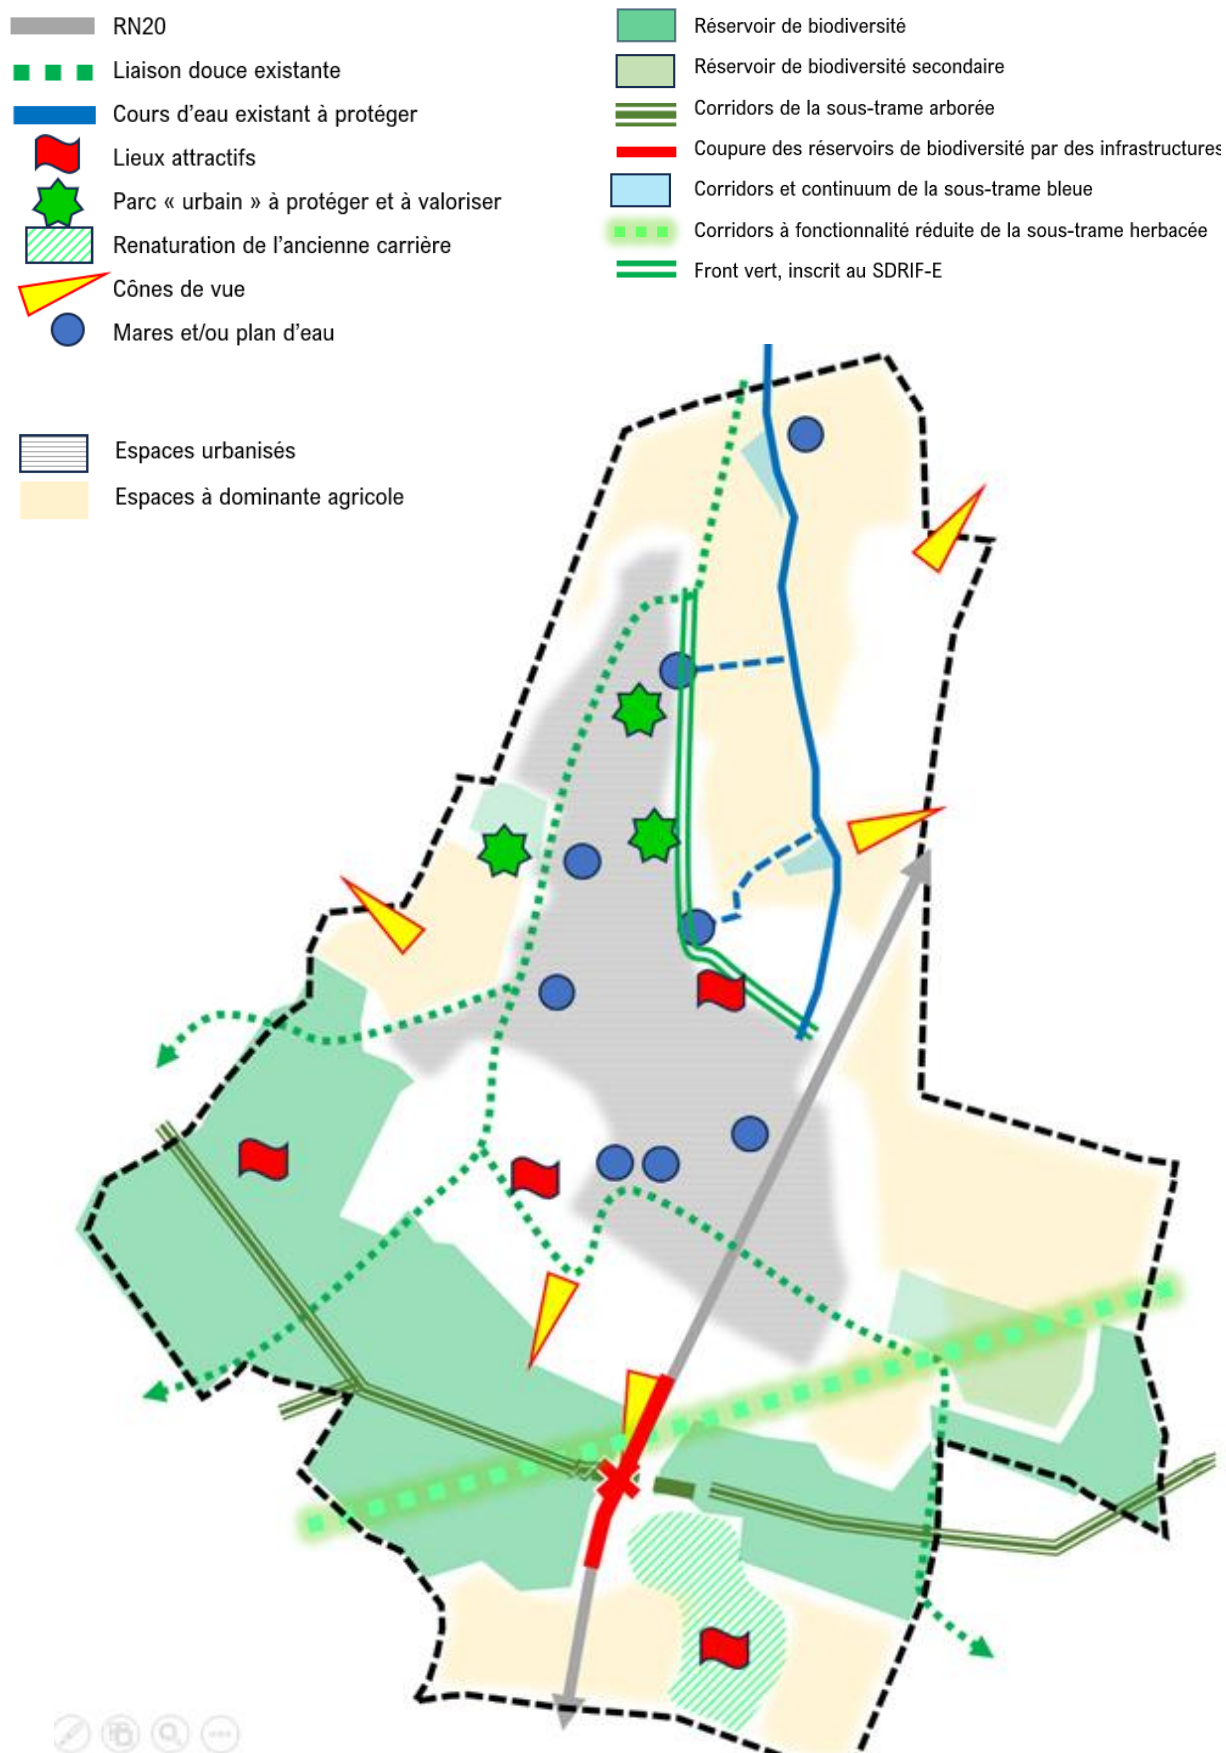 RN20
Liaison douce existante
Cours d'eau existant à protéger
Lieux attractifs
Parc « urbain » à protéger et à valoriser
Renaturation de l'ancienne carrière
Cônes de vue
Mares et/ou plan d'eau
Espaces urbanisés
Espaces à dominante agricole
Réservoir de biodiversité
Réservoir de biodiversité secondaire
Corridors de la sous-trame arborée
Coupure des réservoirs de biodiversité par des infrastructures
Corridors et continuum de la sous-trame bleue
Corridors à fonctionnalité réduite de la sous-trame herbacée
Front vert, inscrit au SDRIF-E